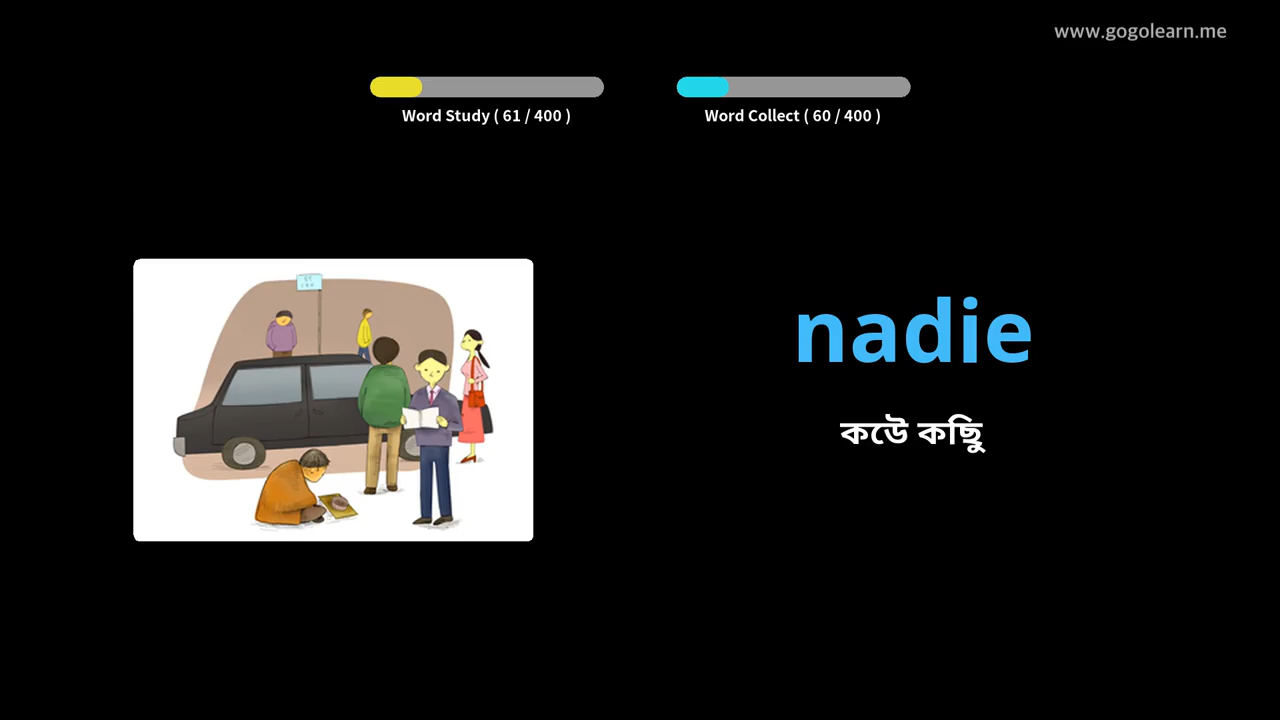 www.gogolearn.me
Word Study ( 61 / 400 )
Word Collect ( 60 / 400 )
nadie
কউে কছিু